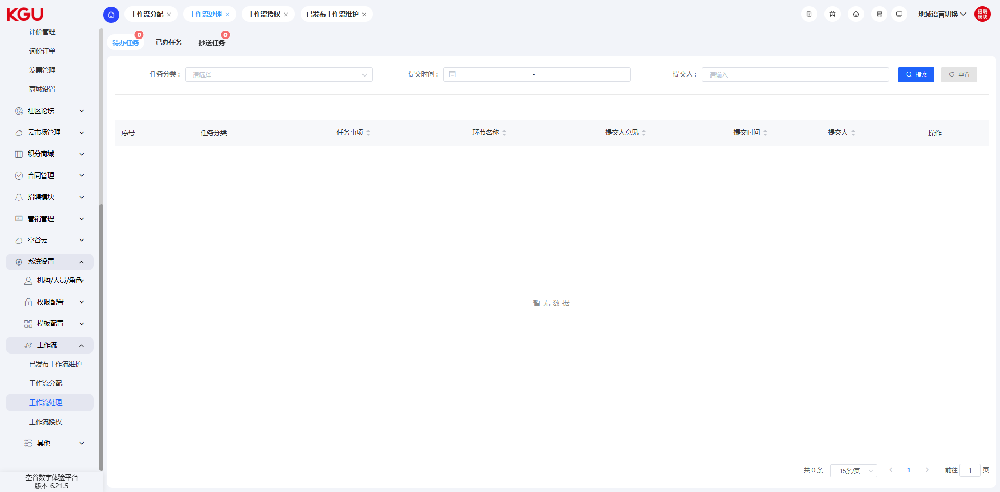 KGU
工作流分配
工作流处理
工作流授权
已发布工作流维护
地域语言切换
招聘
模块
评价管理
询价订单
发票管理
商城设置
社区论坛
云市场管理
积分商城
合同管理
招聘模块
营销管理
空谷云
系统设置
机构/人员/角色
权限配置
模板配置
工作流
已发布工作流维护
工作流分配
工作流处理
工作流授权
其他
空谷数字体验平台
版本 6.21.5
待办任务 0
已办任务
抄送任务 0
任务分类 : 请选择
提交时间 : -
提交人 : 请输入...
搜索
重置
序号 任务分类 任务事项 环节名称 提交人意见 提交时间 提交人 操作
暂无数据
共 0 条 15条/页 1 前往 1 页